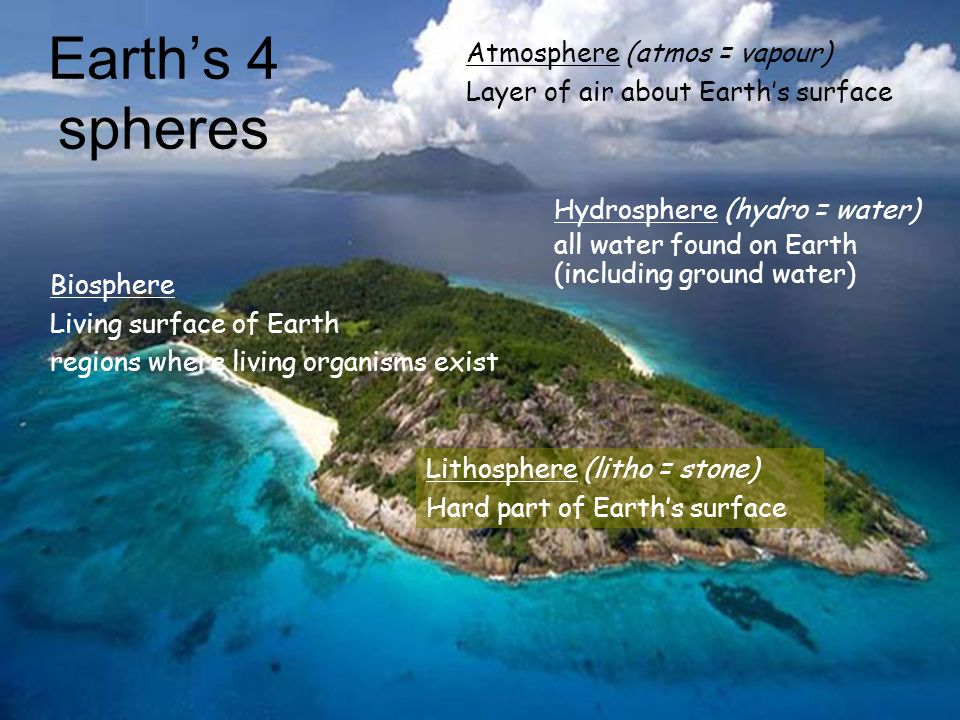 Earth's 4
spheres
Atmosphere (atmos = vapour)
Layer of air about Earth's surface
Hydrosphere (hydro = water)
all water found on Earth
(including ground water)
Biosphere
Living surface of Earth
regions where living organisms exist
Lithosphere (litho = stone)
Hard part of Earth's surface